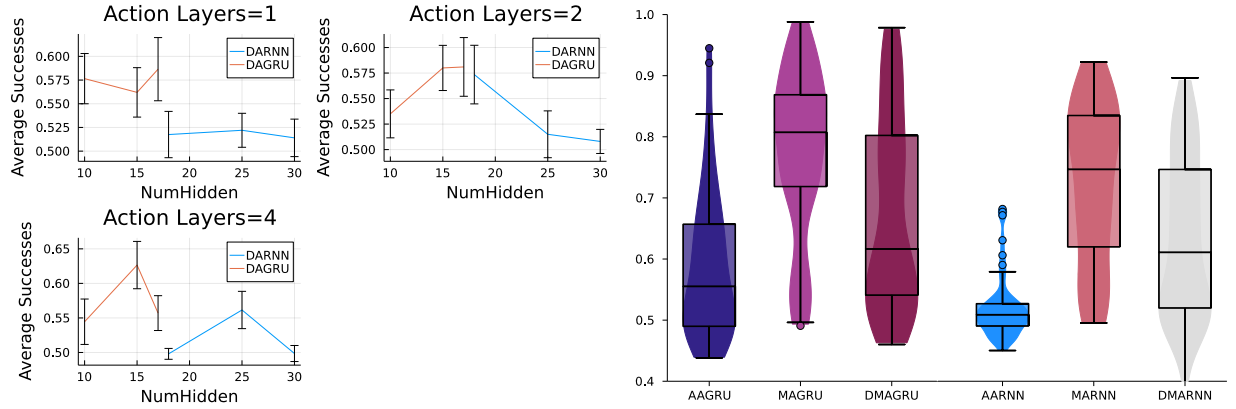 Action Layers=1
Average Successes
0.600
0.575
0.550
0.525
0.500
DARNN
DAGRU
10 15 20 25 30
NumHidden
Action Layers=2
Average Successes
0.600
0.575
0.550
0.525
0.500
DARNN
DAGRU
10 15 20 25 30
NumHidden
Action Layers=4
Average Successes
0.65
0.60
0.55
0.50
DARNN
DAGRU
10 15 20 25 30
NumHidden
1.0
0.9
0.8
0.7
0.6
0.5
0.4
AAGRU MAGRU DMAGRU AARNN MARNN DMARNN